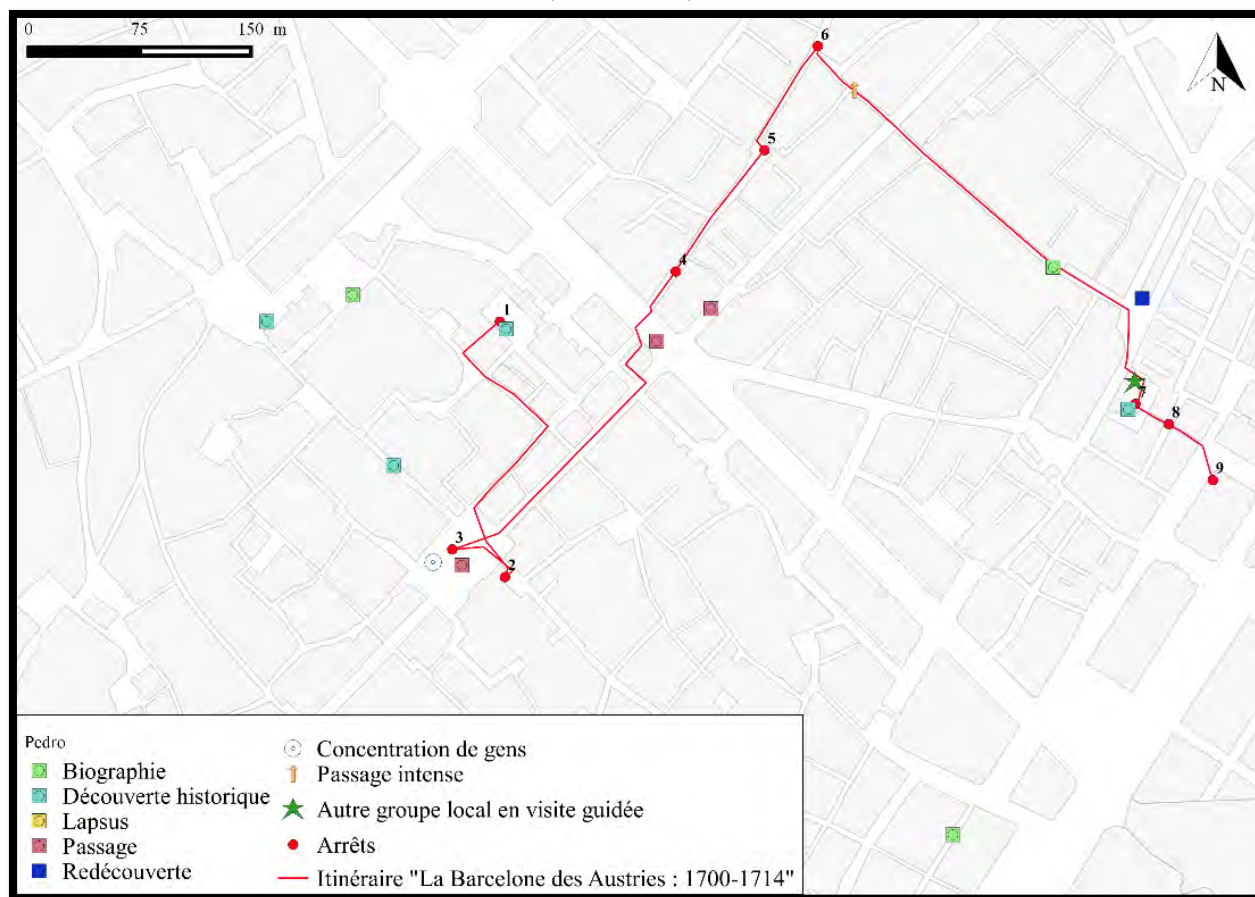 0 75 150 m
N
6
5
4
1
7
8
9
3
2
Pedro
Biographie
Découverte historique
Lapsus
Passage
Redécouverte
Concentration de gens
Passage intense
Autre groupe local en visite guidée
Arrêts
Itinéraire "La Barcelone des Austries : 1700-1714"